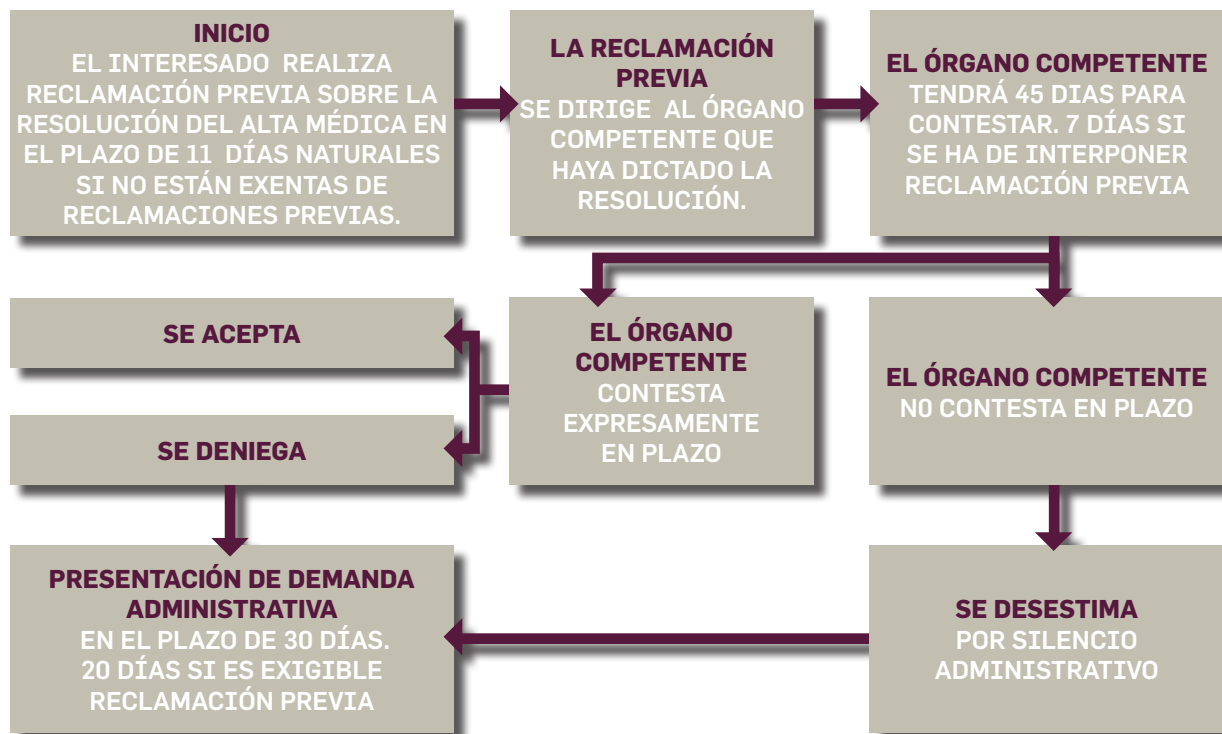 INICIO
EL INTERESADO REALIZA
RECLAMACIÓN PREVIA SOBRE LA
RESOLUCIÓN DEL ALTA MÉDICA EN
EL PLAZO DE 11 DÍAS NATURALES
SI NO ESTÁN EXENTAS DE
RECLAMACIONES PREVIAS.
LA RECLAMACIÓN
PREVIA
SE DIRIGE AL ÓRGANO
COMPETENTE QUE
HAYA DICTADO LA
RESOLUCIÓN.
EL ÓRGANO COMPETENTE
TENDRÁ 45 DIAS PARA
CONTESTAR. 7 DÍAS SI
SE HA DE INTERPONER
RECLAMACIÓN PREVIA
SE ACEPTA
SE DENIEGA
EL ÓRGANO
COMPETENTE
CONTESTA
EXPRESAMENTE
EN PLAZO
EL ÓRGANO COMPETENTE
N0 CONTESTA EN PLAZO
PRESENTACIÓN DE DEMANDA
ADMINISTRATIVA
EN EL PLAZO DE 30 DÍAS.
20 DÍAS SI ES EXIGIBLE
RECLAMACIÓN PREVIA
SE DESESTIMA
POR SILENCIO
ADMINISTRATIVO